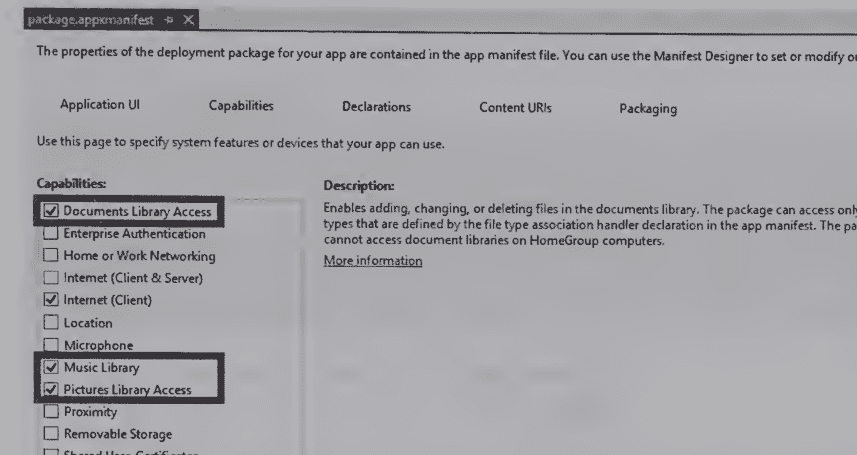 package.appxmanifest
The properties of the deployment package for your app are contained in the app manifest file. You can use the Manifest Designer to set or modify
Application UI Capabilities Declarations Content URIs Packaging
Use this page to specify system features or devices that your app can use.
Capabilities:
Documents Library Access
Enterprise Authentication
Home or Work Networking
Internet (Client & Server)
Internet (Client)
Location
Microphone
Music Library
Pictures Library Access
Proximity
Removable Storage
Description:
Enables adding, changing, or deleting files in the documents library. The package can access only
types that are defined by the file type association handler declaration in the app manifest. The pa
cannot access document libraries on HomeGroup computers.
More information